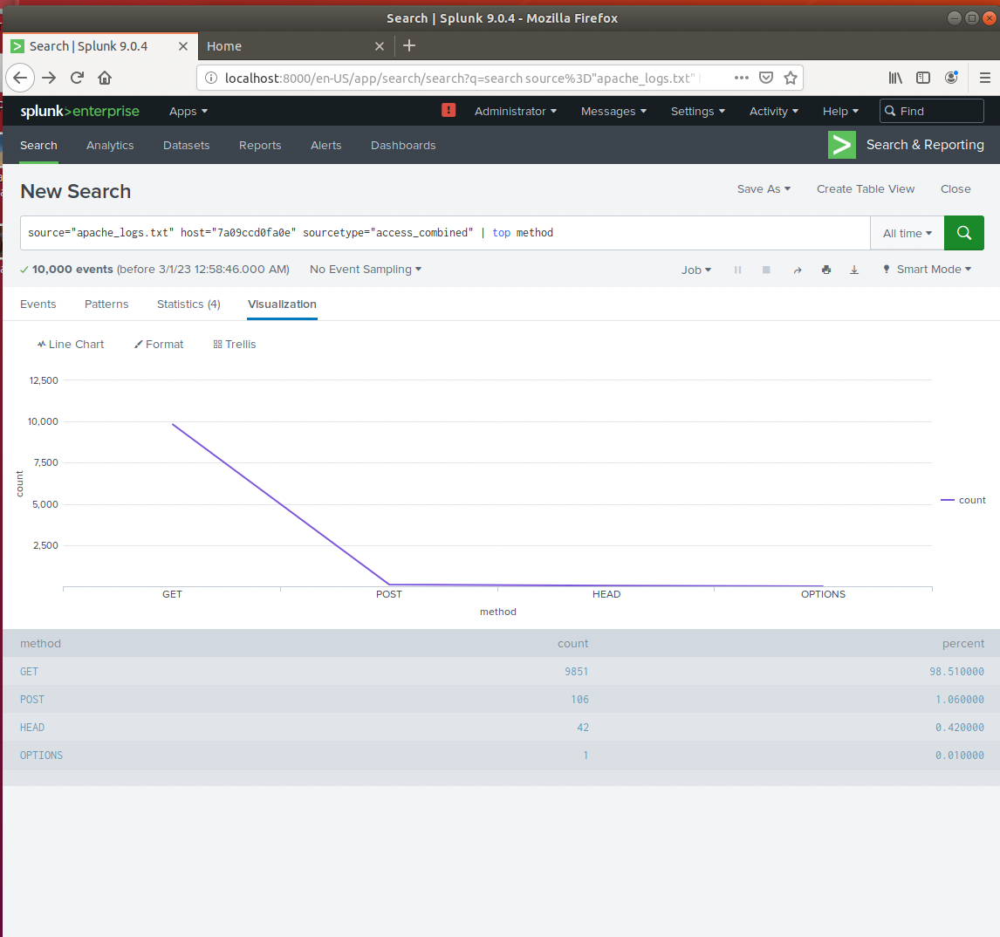 Search | Splunk 9.0.4 - Mozilla Firefox
Search | Splunk 9.0.4 Home
localhost:8000/en-US/app/search/search?q=search source%3D"apache_logs.txt"
splunk>enterprise Apps Administrator Messages Settings Activity Help Find
Search Analytics Datasets Reports Alerts Dashboards Search & Reporting
New Search Save As Create Table View Close
source="apache_logs.txt" host="7a09ccd0fa0e" sourcetype="access_combined" | top method All time
10,000 events (before 3/1/23 12:58:46.000 AM) No Event Sampling Job Smart Mode
Events Patterns Statistics (4) Visualization
Line Chart Format Trellis
12,500
10,000
7,500
5,000
2,500
count
count
GET POST HEAD OPTIONS
method
method count percent
GET 9851 98.510000
POST 106 1.060000
HEAD 42 0.420000
OPTIONS 1 0.010000